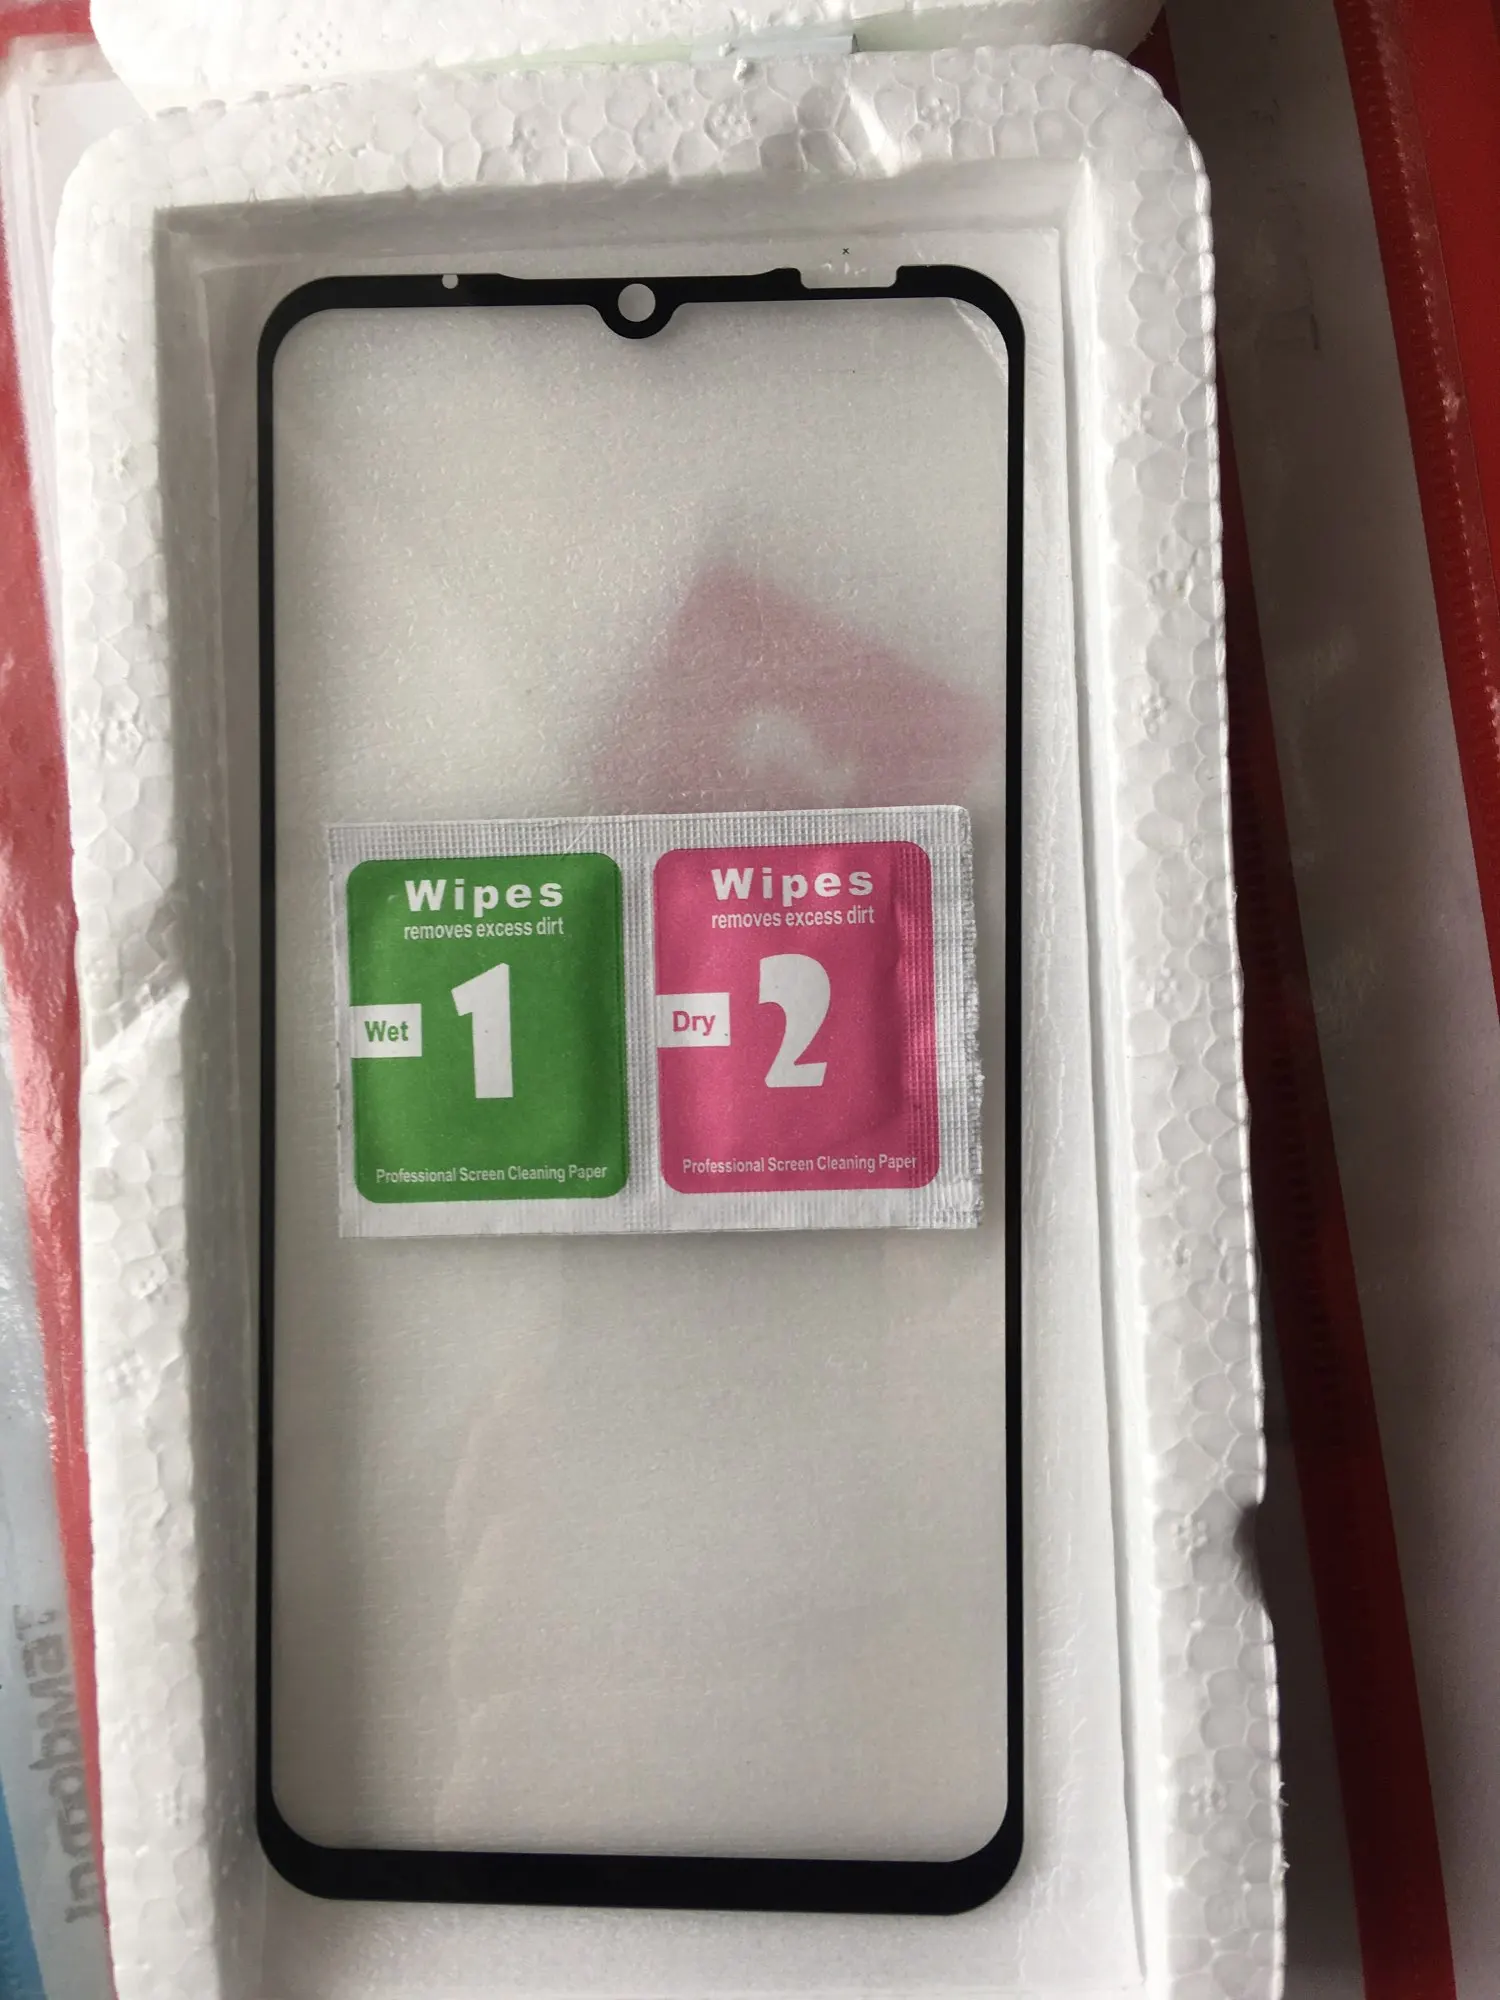 Wipes
removes excess dirt
Wet
1
Professional Screen Cleaning Paper
Wipes
removes excess dirt
Dry
2
Professional Screen Cleaning Paper